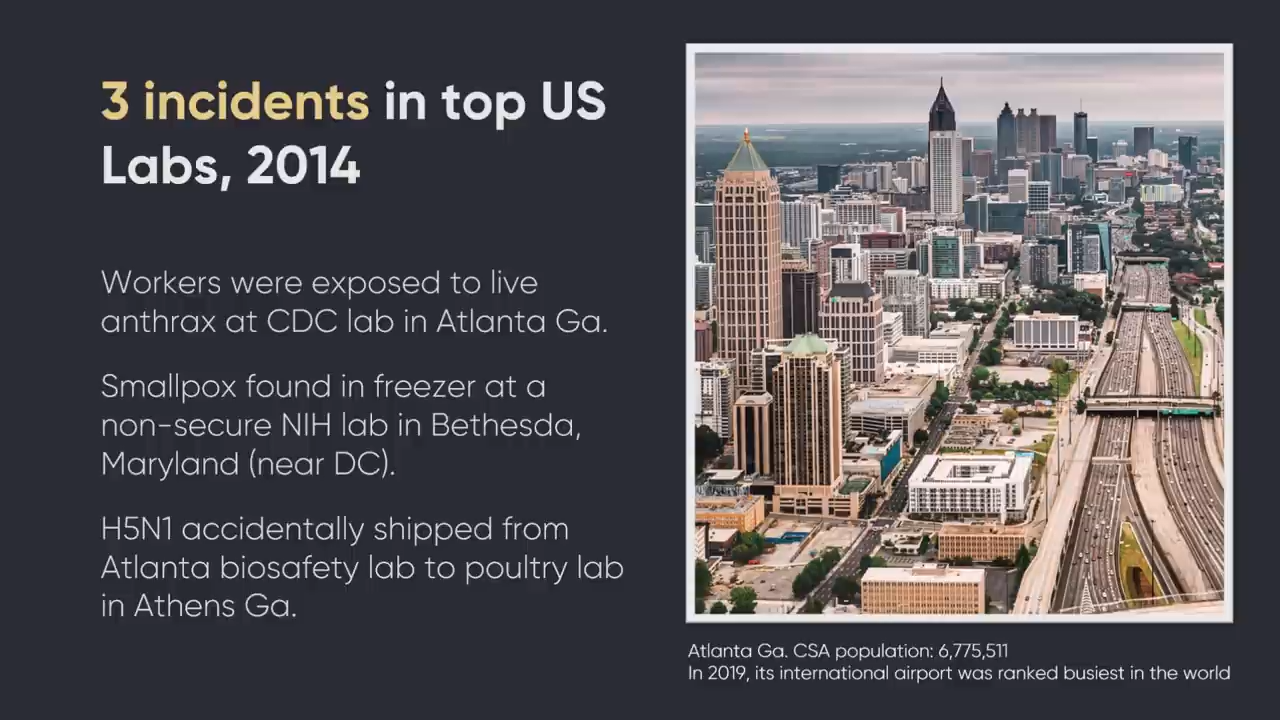 3 incidents in top US
Labs, 2014
Workers were exposed to live
anthrax at CDC lab in Atlanta Ga.
Smallpox found in freezer at a
non-secure NIH lab in Bethesda,
Maryland (near DC).
H5N1 accidentally shipped from
Atlanta biosafety lab to poultry lab
in Athens Ga.
Atlanta Ga. CSA population: 6,775,511
In 2019, its international airport was ranked busiest in the world